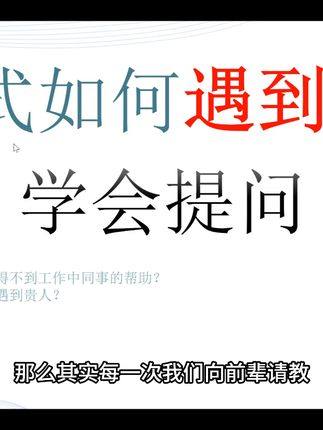 式如何遇到
学会提问
得不到工作中同事的帮助？
遇到贵人？
那么其实每一次我们向前辈请教